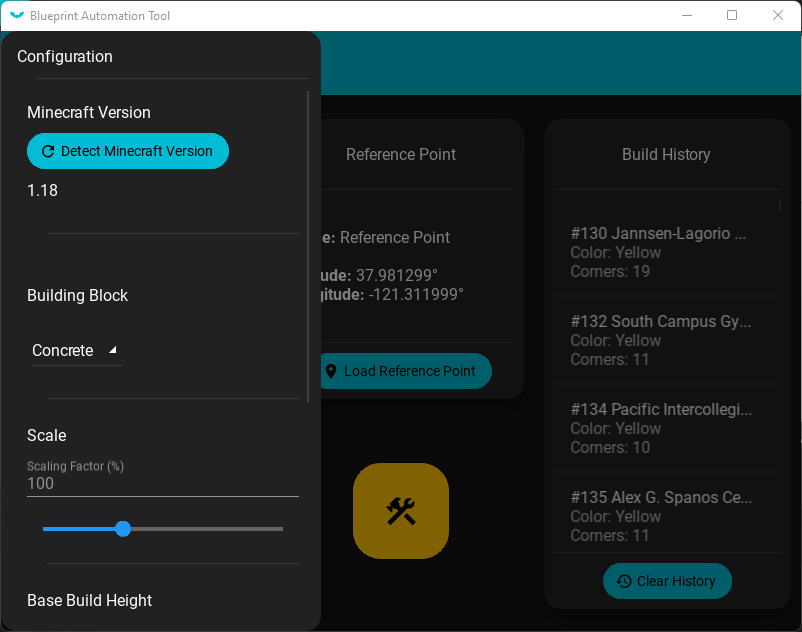 Blueprint Automation Tool
Configuration
Minecraft Version
Detect Minecraft Version
1.18
Building Block
Concrete
Scale
Scaling Factor (%)
100
Base Build Height
Reference Point
e: Reference Point
ude: 37.981299°
gitude: -121.311999°
Load Reference Point
Build History
#130 Jannsen-Lagorio ...
Color: Yellow
Corners: 19
#132 South Campus Gy...
Color: Yellow
Corners: 11
#134 Pacific Intercollegi...
Color: Yellow
Corners: 10
#135 Alex G. Spanos Ce...
Color: Yellow
Corners: 11
Clear History